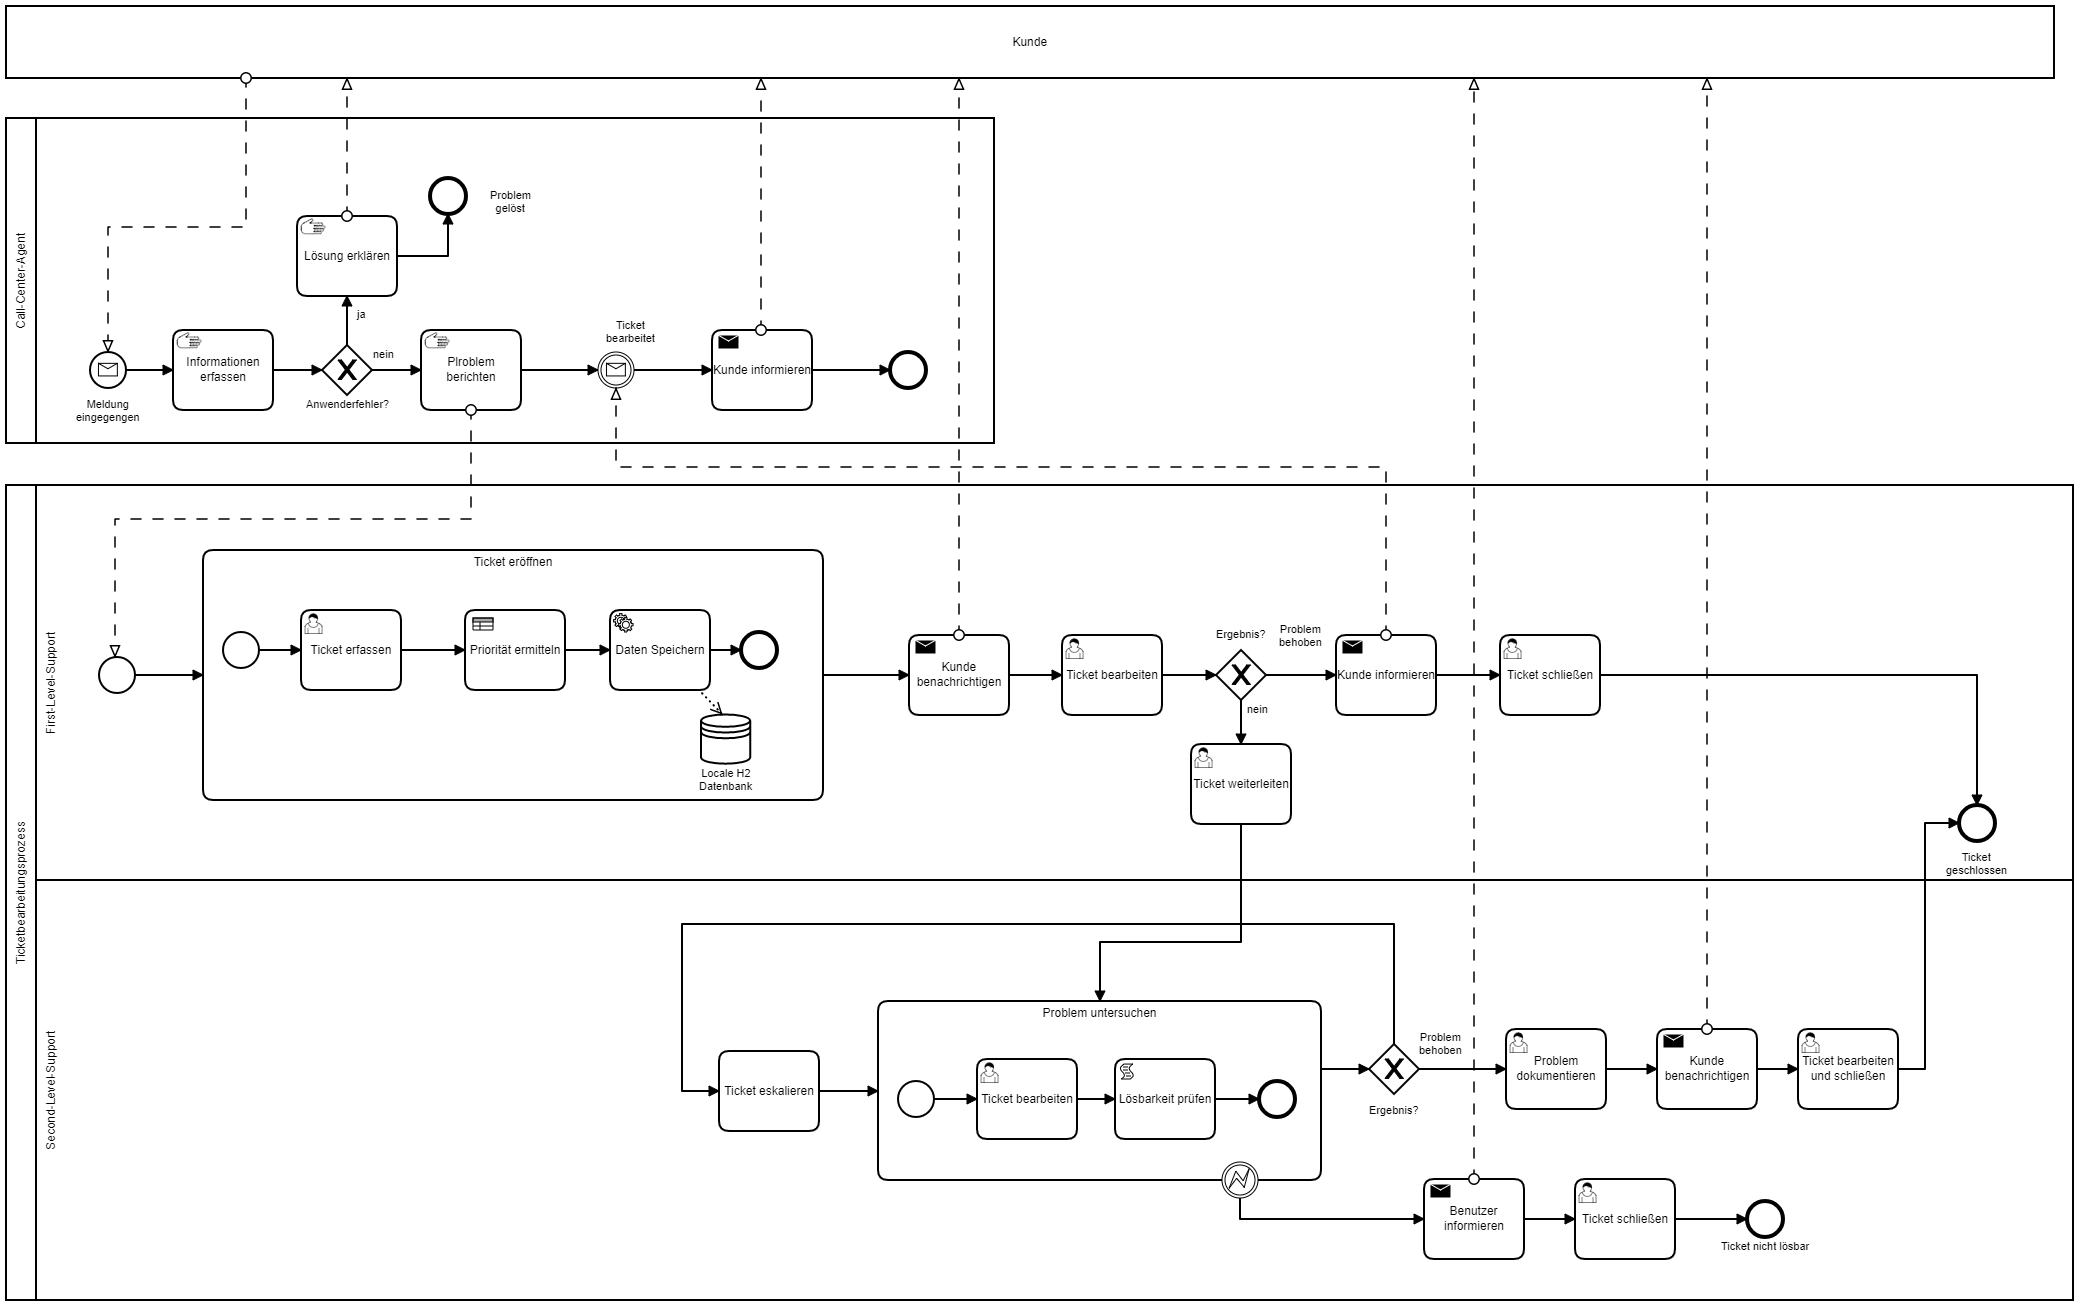 Kunde
Call-Center-Agent
Problem
gelöst
Lösung erklären
ja
Meldung
eingegengen
Informationen
erfassen
Anwenderfehler?
nein
Plroblem
berichten
Ticket
bearbeitet
Kunde informieren
Ticketbearbeitungsprozess
First-Level-Support
Ticket eröffnen
Ticket erfassen
Priorität ermitteln
Daten Speichern
Locale H2
Datenbank
Kunde
benachrichtigen
Ticket bearbeiten
Ergebnis?
Problem
behoben
nein
Kunde informieren
Ticket schließen
Ticket weiterleiten
Ticket
geschlossen
Second-Level-Support
Ticket eskalieren
Problem untersuchen
Ticket bearbeiten
Lösbarkeit prüfen
Problem
behoben
Ergebnis?
Problem
dokumentieren
Kunde
benachrichtigen
Ticket bearbeiten
und schließen
Benutzer
informieren
Ticket schließen
Ticket nicht lösbar